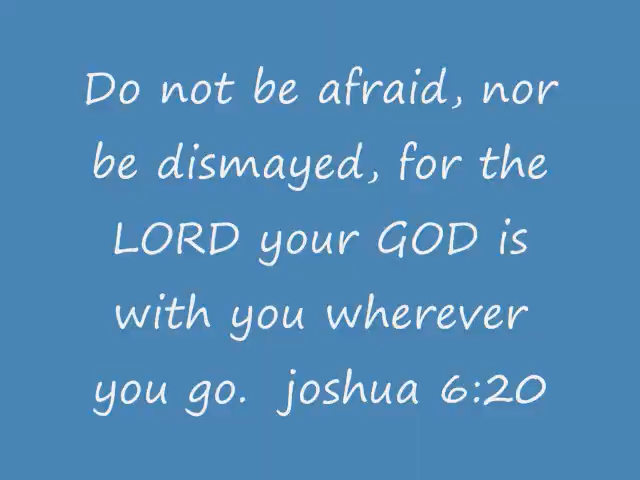 Do not be afraid, nor
be dismayed, for the
LORD your GOD is
with you wherever
you go. joshua 6:20